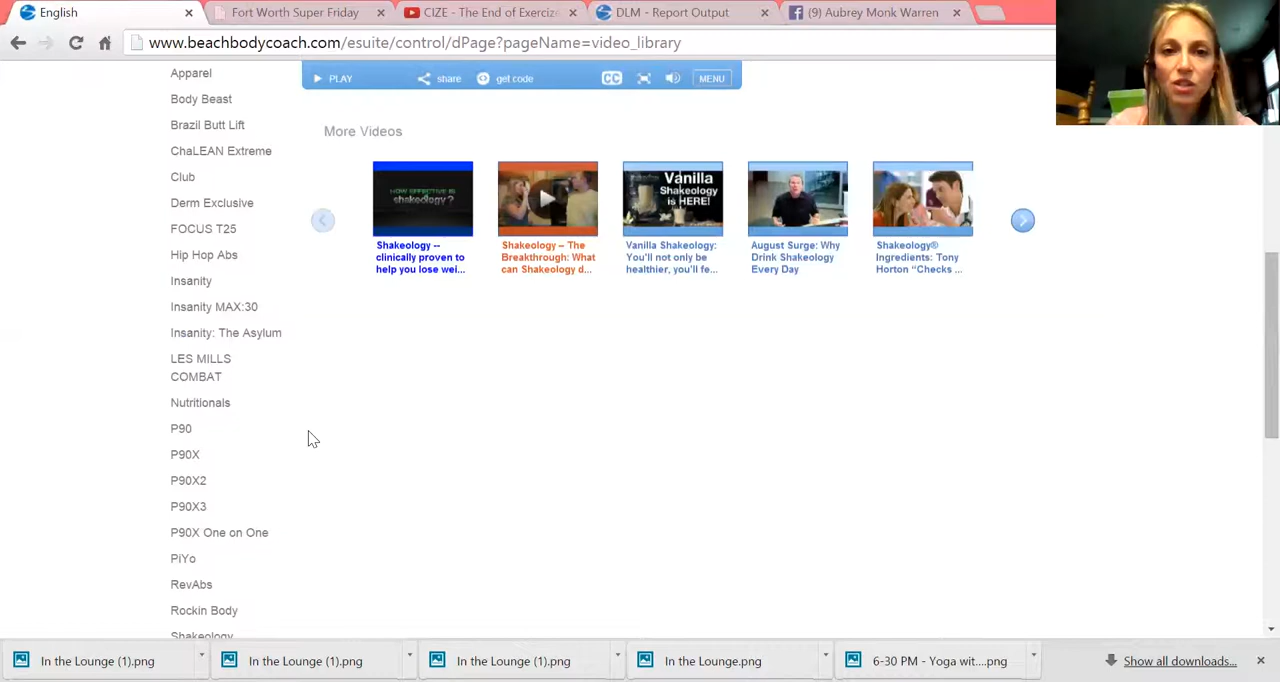 English
Fort Worth Super Friday
CIZE - The End of Exercize
DLM - Report Output
(9) Aubrey Monk Warren
www.beachbodycoach.com/esuite/control/dPage?pageName=video_library
Apparel
Body Beast
Brazil Butt Lift
ChaLEAN Extreme
Club
Derm Exclusive
FOCUS T25
Hip Hop Abs
Insanity
Insanity MAX:30
Insanity: The Asylum
LES MILLS
COMBAT
Nutritionals
P90
P90X
P90X2
P90X3
P90X One on One
PiYo
RevAbs
Rockin Body
Shakeology
PLAY
share
get code
CC
MENU
More Videos
HOW EFFECTIVE IS
shakeology?
Shakeology --
clinically proven to
help you lose wei...
Shakeology – The
Breakthrough: What
can Shakeology d...
Vanilla
Shakeology
is HERE!
Vanilla Shakeology:
You'll not only be
healthier, you'll fe...
August Surge: Why
Drink Shakeology
Every Day
Shakeology®
Ingredients: Tony
Horton “Checks ...
In the Lounge (1).png
In the Lounge (1).png
In the Lounge (1).png
In the Lounge.png
6-30 PM - Yoga wit....png
Show all downloads...